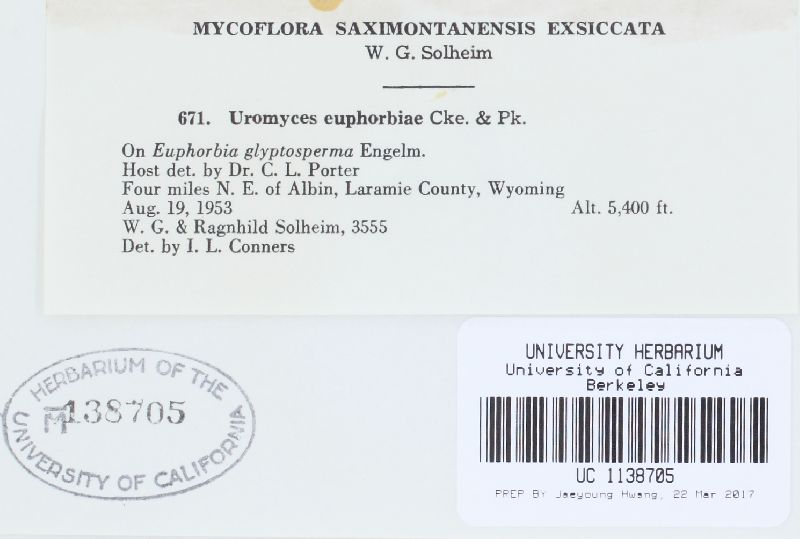 MYCOFLORA SAXIMONTANENSIS EXSICCATA
W. G. Solheim
671. Uromyces euphorbiae Cke. & Pk.
On Euphorbia glyptosperma Engelm.
Host det. by Dr. C. L. Porter
Four miles N. E. of Albin, Laramie County, Wyoming
Aug. 19, 1953 Alt. 5,400 ft.
W. G. & Ragnhild Solheim, 3555
Det. by I. L. Conners
HERBARIUM OF THE
M138705
UNIVERSITY OF CALIFORNIA
UNIVERSITY HERBARIUM
University of California
Berkeley
UC 1138705
PREP BY Jaeyoung Hwang, 22 Mar 2017